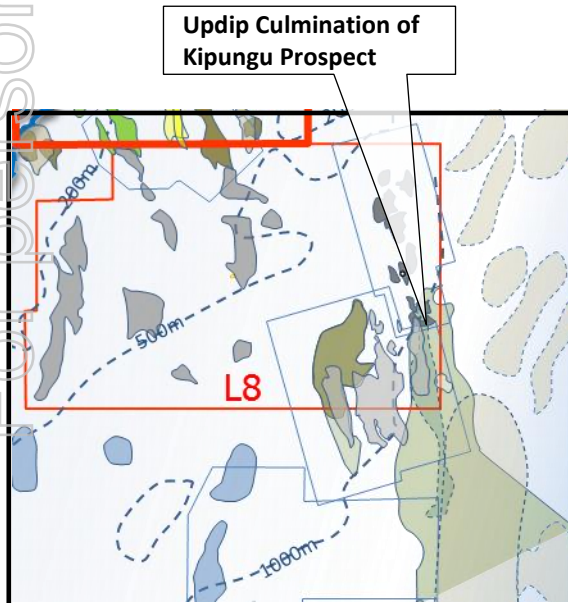 Updip Culmination of
Kipungu Prospect
200m
500m
L8
1000m